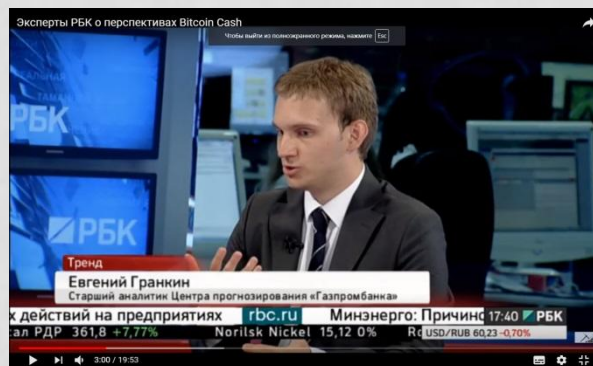 Эксперты РБК о перспективах Bitcoin Cash
Чтобы выйти из полноэкранного режима, нажмите Esc
РБК
РБК
Тренд
Евгений Гранкин
Старший аналитик Центра прогнозирования «Газпромбанка»
х действий на предприятиях rbc.ru Минэнерго: Причино 17:40 РБК
ал РДР 361,8 +7,77% Norilsk Nickel 15,12 0% Ro USD/RUB 60,23 -0,70%
3:00 / 19:53